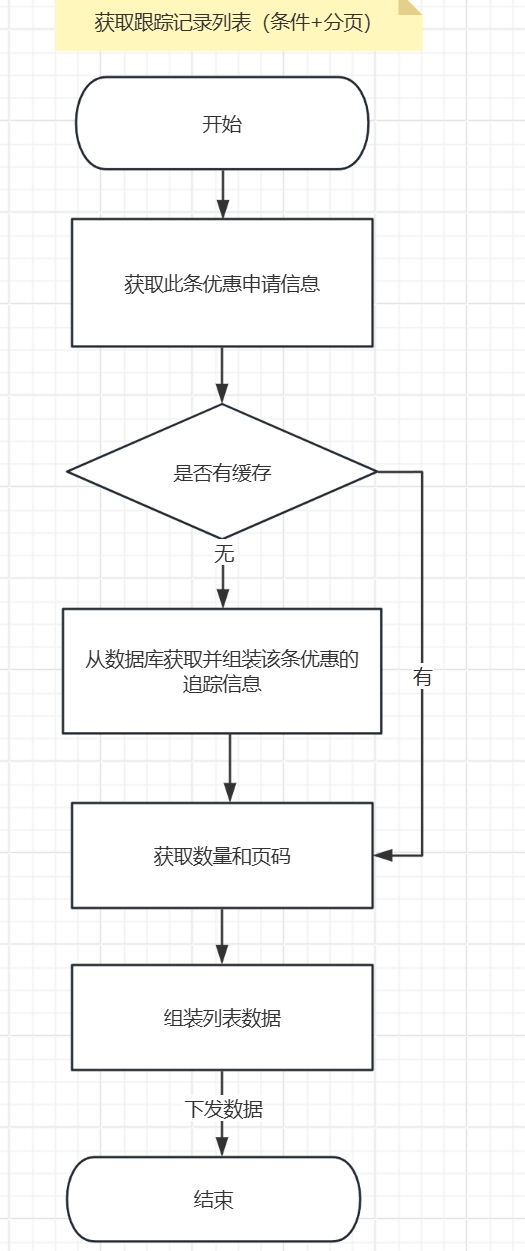 获取跟踪记录列表（条件+分页）
开始
获取此条优惠申请信息
是否有缓存
无
从数据库获取并组装该条优惠的
追踪信息
有
获取数量和页码
组装列表数据
下发数据
结束